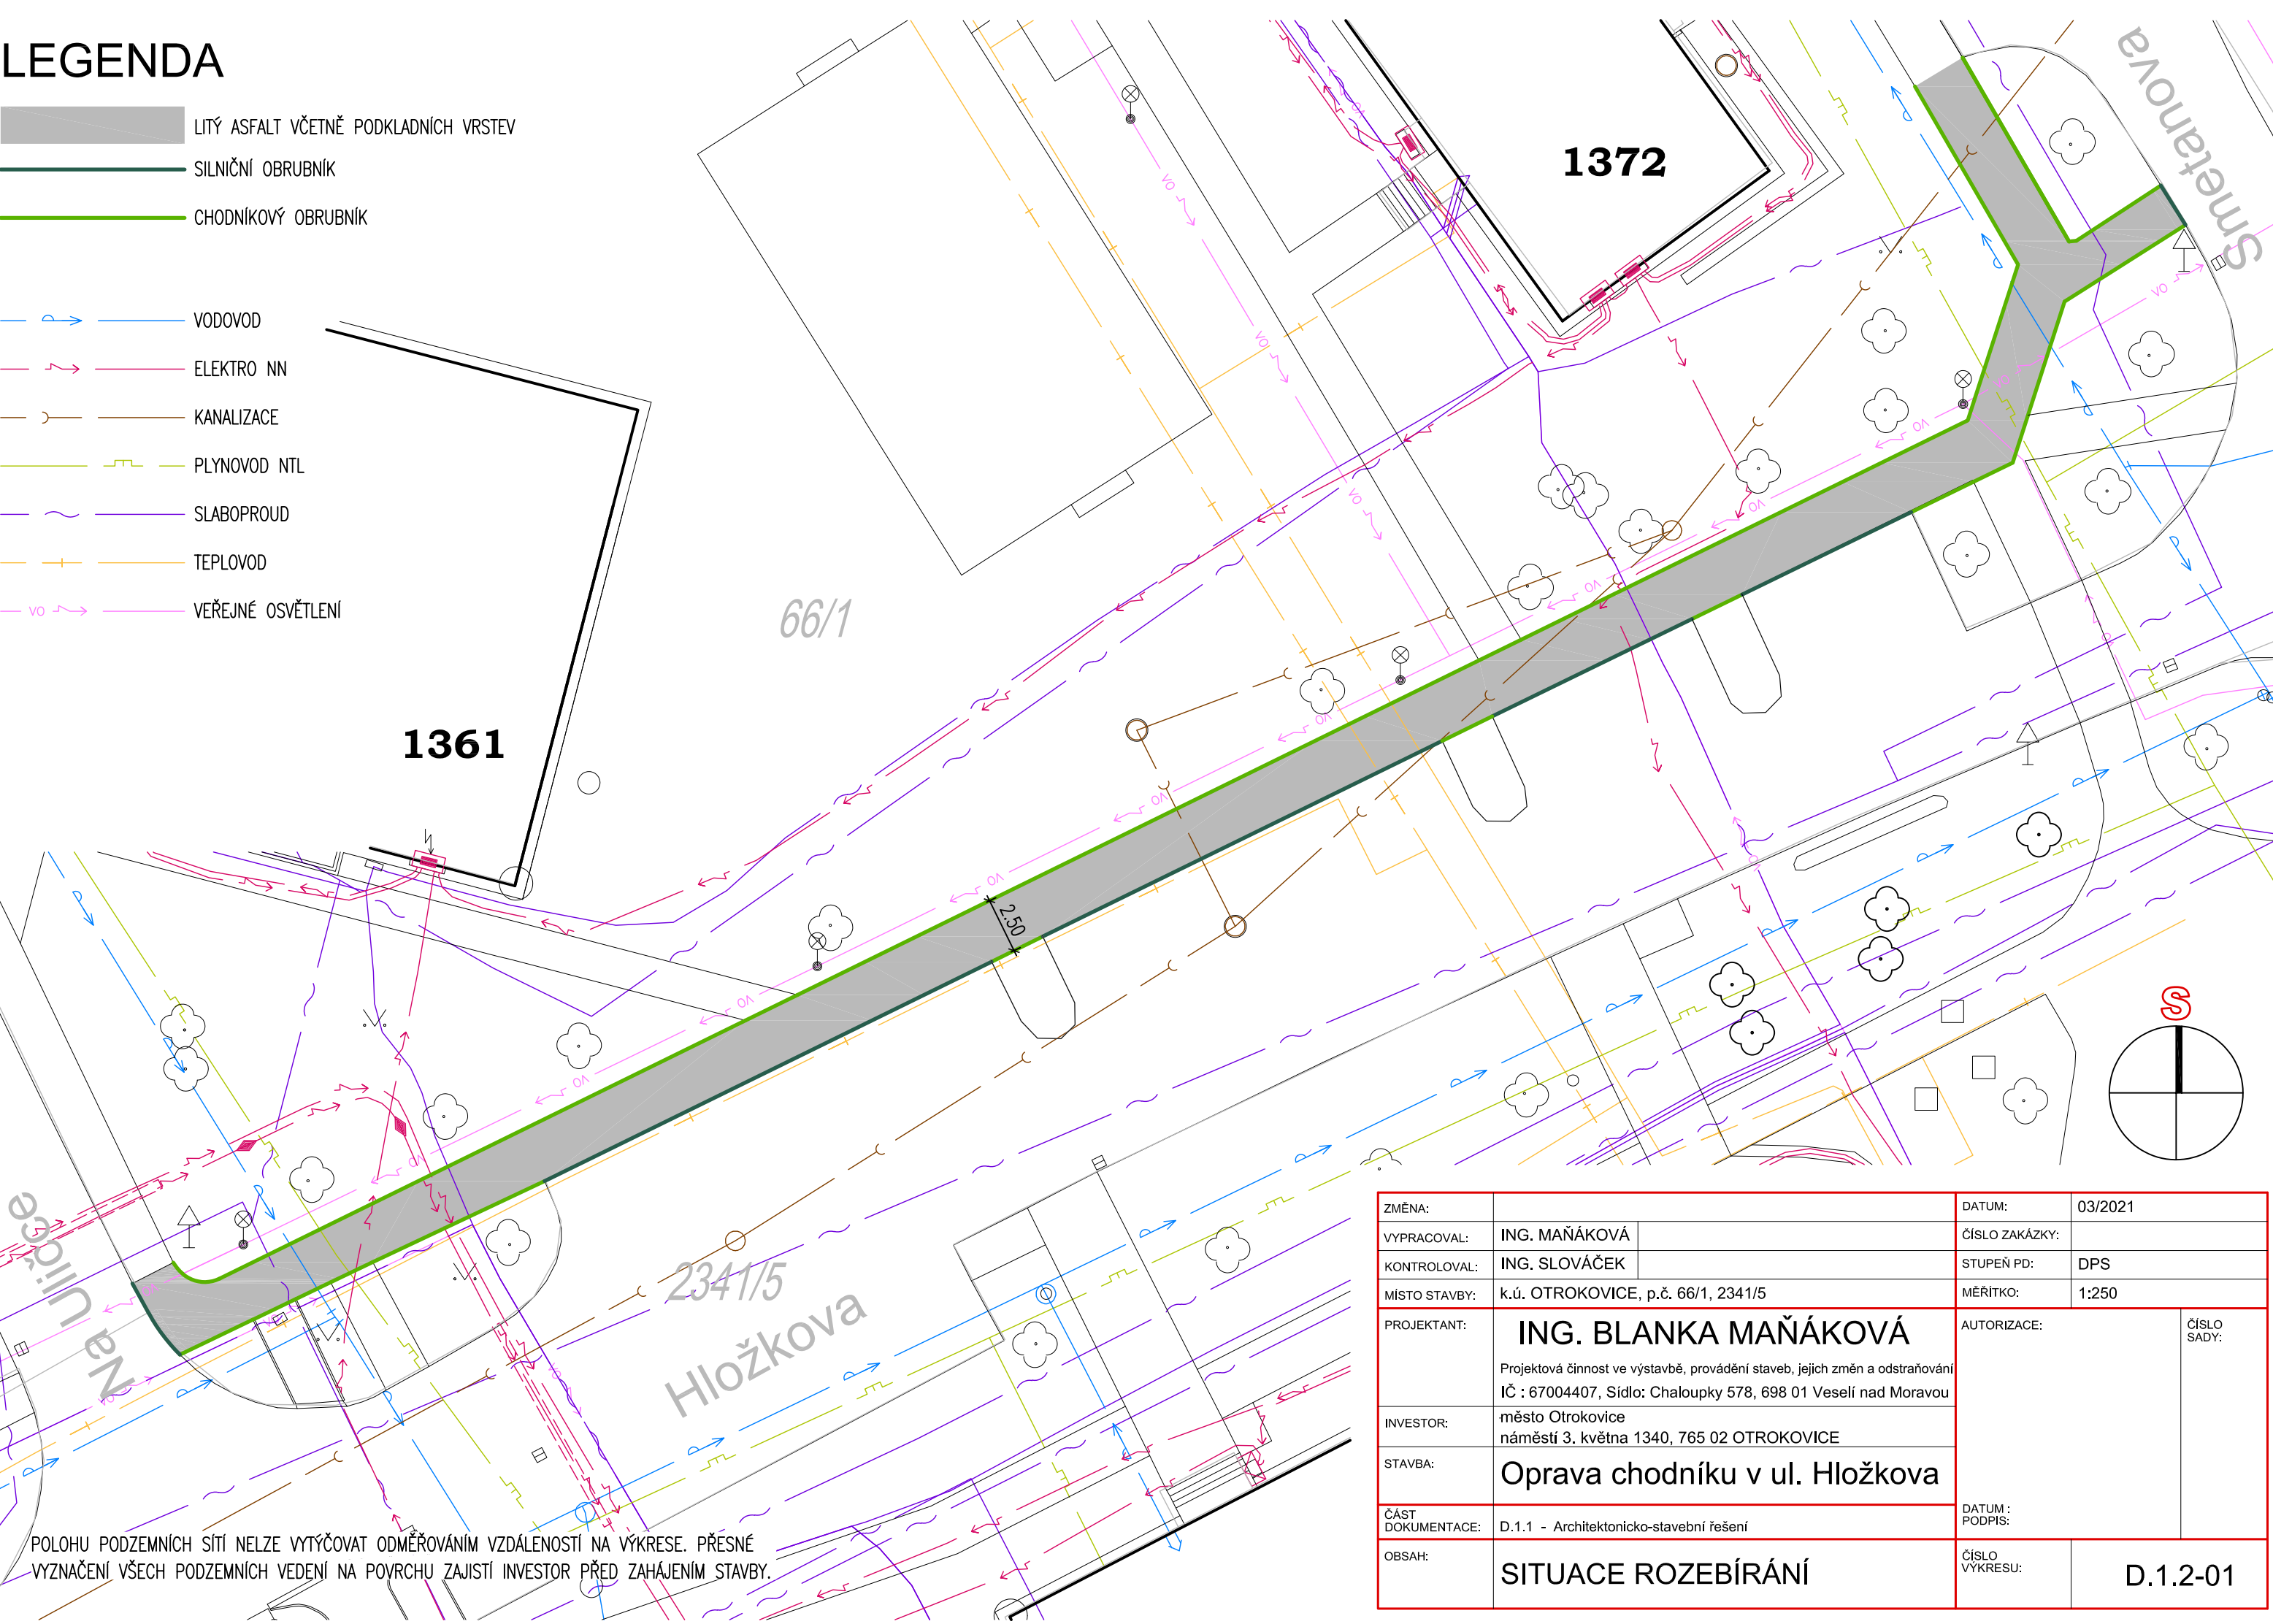 LEGENDA
LITÝ ASFALT VČETNĚ PODKLADNÍCH VRSTEV
SILNIČNÍ OBRUBNÍK
CHODNÍKOVÝ OBRUBNÍK
VODOVOD
ELEKTRO NN
KANALIZACE
PLYNOVOD NTL
SLABOPROUD
TEPLOVOD
VO
VEŘEJNÉ OSVĚTLENÍ
1372
Smetanova
66/1
1361
2.50
S
Na Uličce
2341/5
Hložkova
POLOHU PODZEMNÍCH SÍTÍ NELZE VYTÝČOVAT ODMĚŘOVÁNÍM VZDÁLENOSTÍ NA VÝKRESE. PŘESNÉ
VYZNAČENÍ VŠECH PODZEMNÍCH VEDENÍ NA POVRCHU ZAJISTÍ INVESTOR PŘED ZAHÁJENÍM STAVBY.
ZMĚNA:
DATUM: 03/2021
VYPRACOVAL: ING. MAŇÁKOVÁ
ČÍSLO ZAKÁZKY:
KONTROLOVAL: ING. SLOVÁČEK
STUPEŇ PD: DPS
MÍSTO STAVBY: k.ú. OTROKOVICE, p.č. 66/1, 2341/5
MĚŘÍTKO: 1:250
PROJEKTANT: ING. BLANKA MAŇÁKOVÁ
Projektová činnost ve výstavbě, provádění staveb, jejich změn a odstraňování
IČ : 67004407, Sídlo: Chaloupky 578, 698 01 Veselí nad Moravou
AUTORIZACE:
ČÍSLO
SADY:
INVESTOR: město Otrokovice
náměstí 3. května 1340, 765 02 OTROKOVICE
STAVBA: Oprava chodníku v ul. Hložkova
DATUM :
PODPIS:
ČÁST
DOKUMENTACE: D.1.1 - Architektonicko-stavební řešení
OBSAH: SITUACE ROZEBÍRÁNÍ
ČÍSLO
VÝKRESU: D.1.2-01